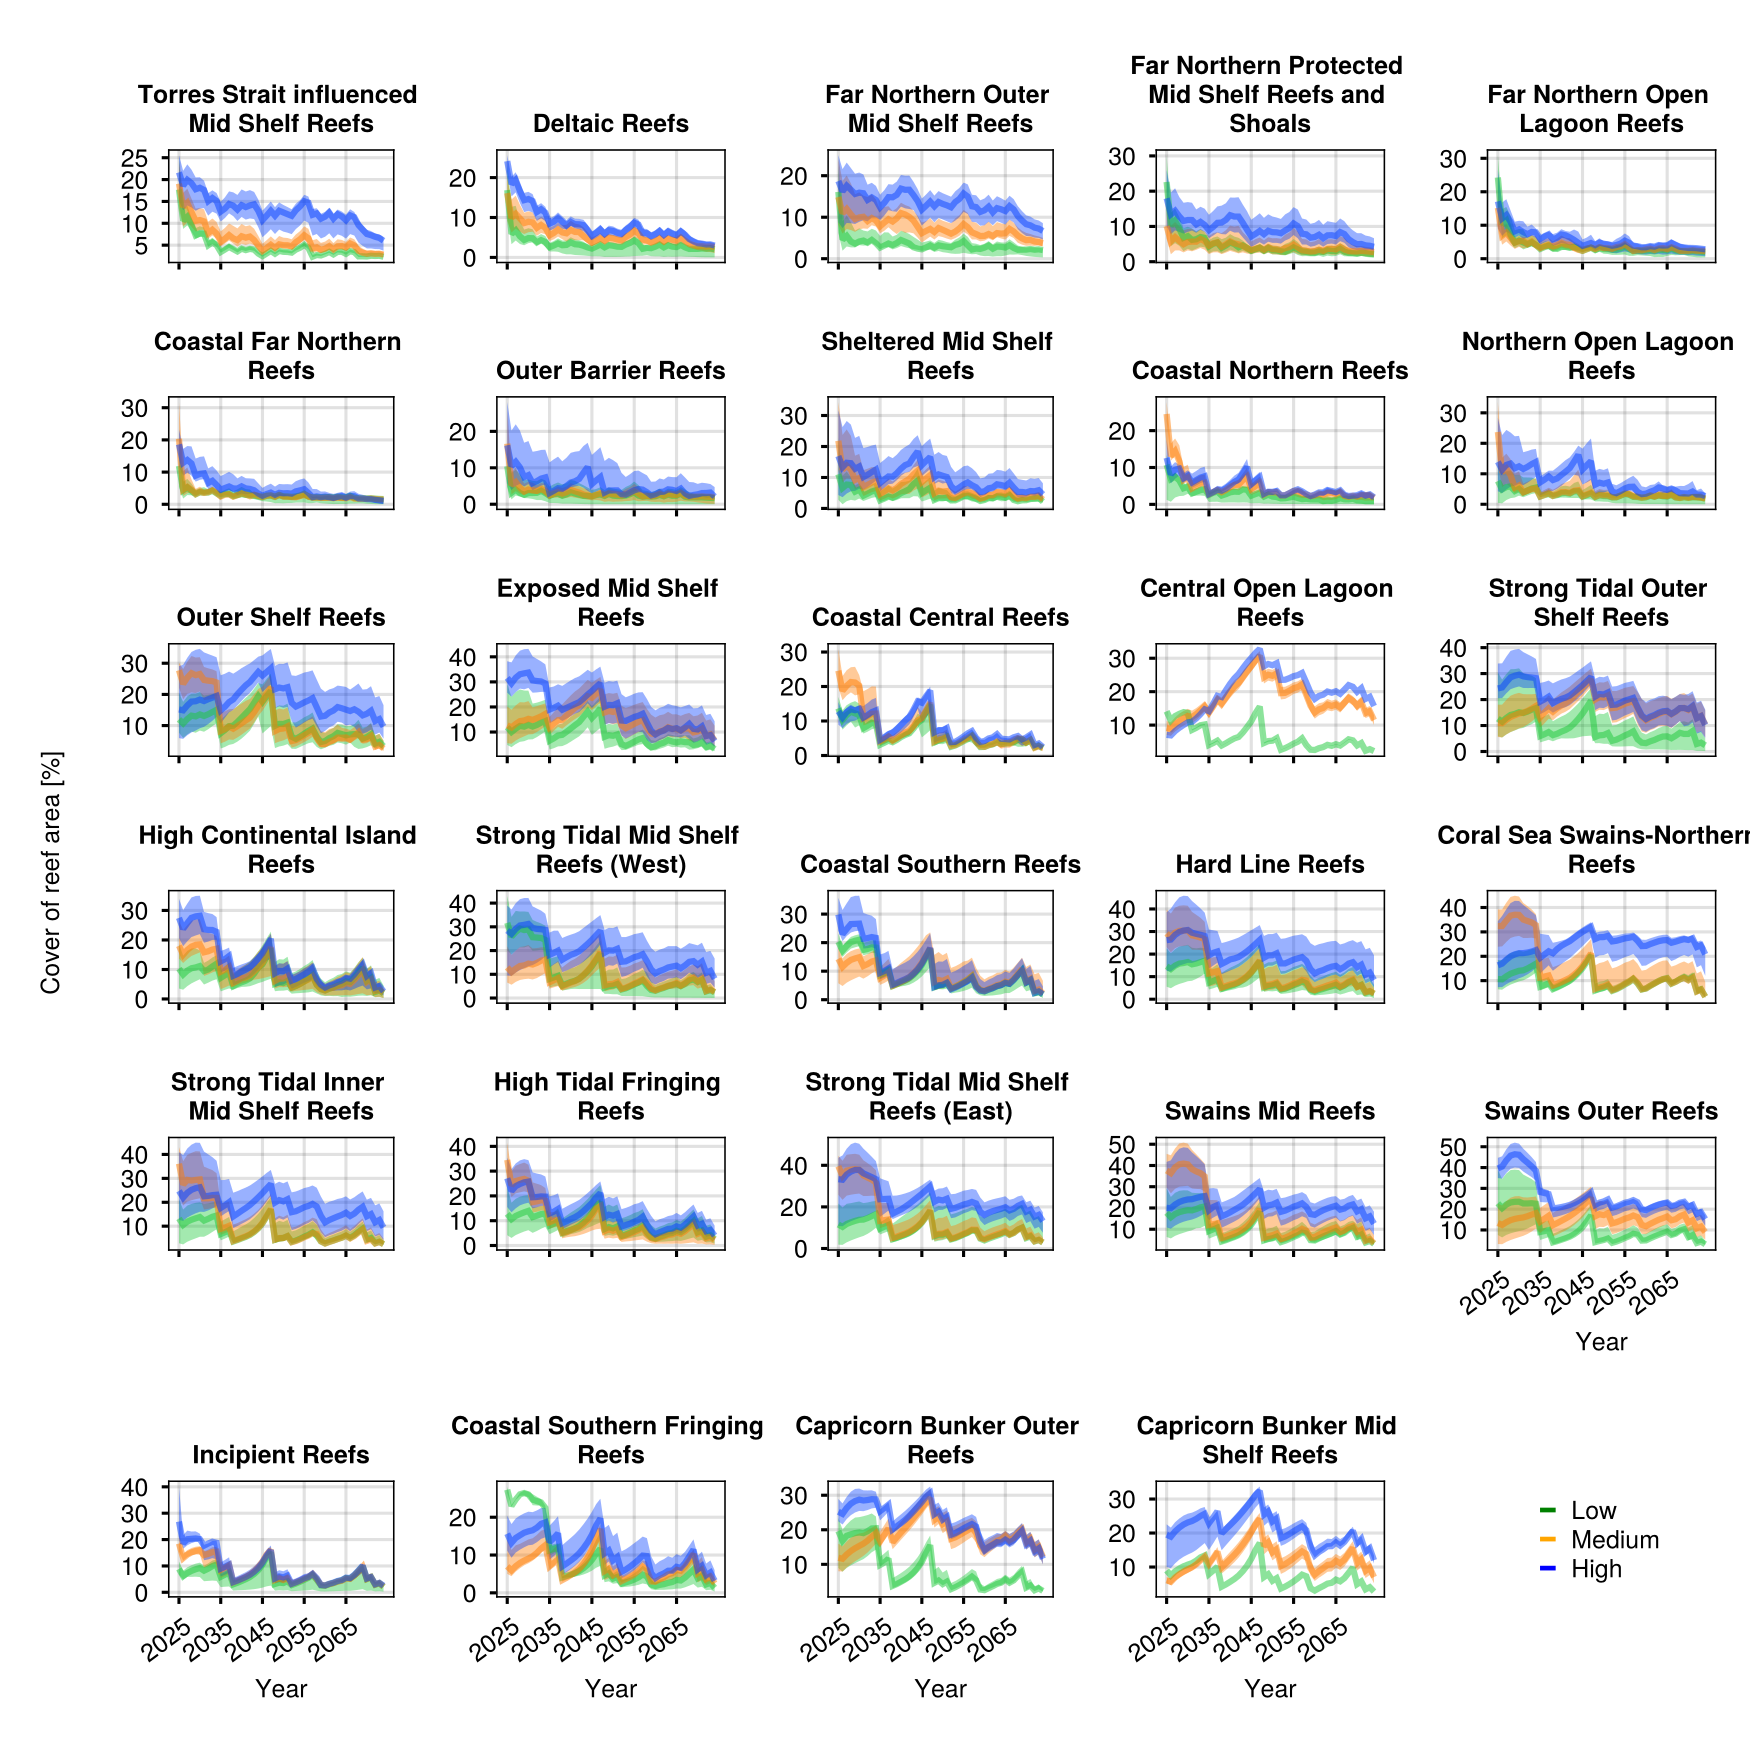 Torres Strait influenced
Mid Shelf Reefs
Deltaic Reefs
Far Northern Outer
Mid Shelf Reefs
Far Northern Protected
Mid Shelf Reefs and
Shoals
Far Northern Open
Lagoon Reefs
25
20
15
10
5
20
10
0
20
10
0
30
20
10
0
30
20
10
0
Coastal Far Northern
Reefs
Outer Barrier Reefs
Sheltered Mid Shelf
Reefs
Coastal Northern Reefs
Northern Open Lagoon
Reefs
30
20
10
0
20
10
0
30
20
10
0
20
10
0
30
20
10
0
Outer Shelf Reefs
Exposed Mid Shelf
Reefs
Coastal Central Reefs
Central Open Lagoon
Reefs
Strong Tidal Outer
Shelf Reefs
30
20
10
40
30
20
10
30
20
10
0
30
20
10
40
30
20
10
0
Cover of reef area [%]
High Continental Island
Reefs
Strong Tidal Mid Shelf
Reefs (West)
Coastal Southern Reefs
Hard Line Reefs
Coral Sea Swains-Northern
Reefs
30
20
10
0
40
30
20
10
0
30
20
10
0
40
30
20
10
0
40
30
20
10
Strong Tidal Inner
Mid Shelf Reefs
High Tidal Fringing
Reefs
Strong Tidal Mid Shelf
Reefs (East)
Swains Mid Reefs
Swains Outer Reefs
40
30
20
10
40
30
20
10
0
40
20
0
50
40
30
20
10
50
40
30
20
10
2025
2035
2045
2055
2065
Year
Incipient Reefs
Coastal Southern Fringing
Reefs
Capricorn Bunker Outer
Reefs
Capricorn Bunker Mid
Shelf Reefs
40
30
20
10
0
20
10
0
30
20
10
30
20
10
Low
Medium
High
2025
2035
2045
2055
2065
2025
2035
2045
2055
2065
2025
2035
2045
2055
2065
2025
2035
2045
2055
2065
Year
Year
Year
Year